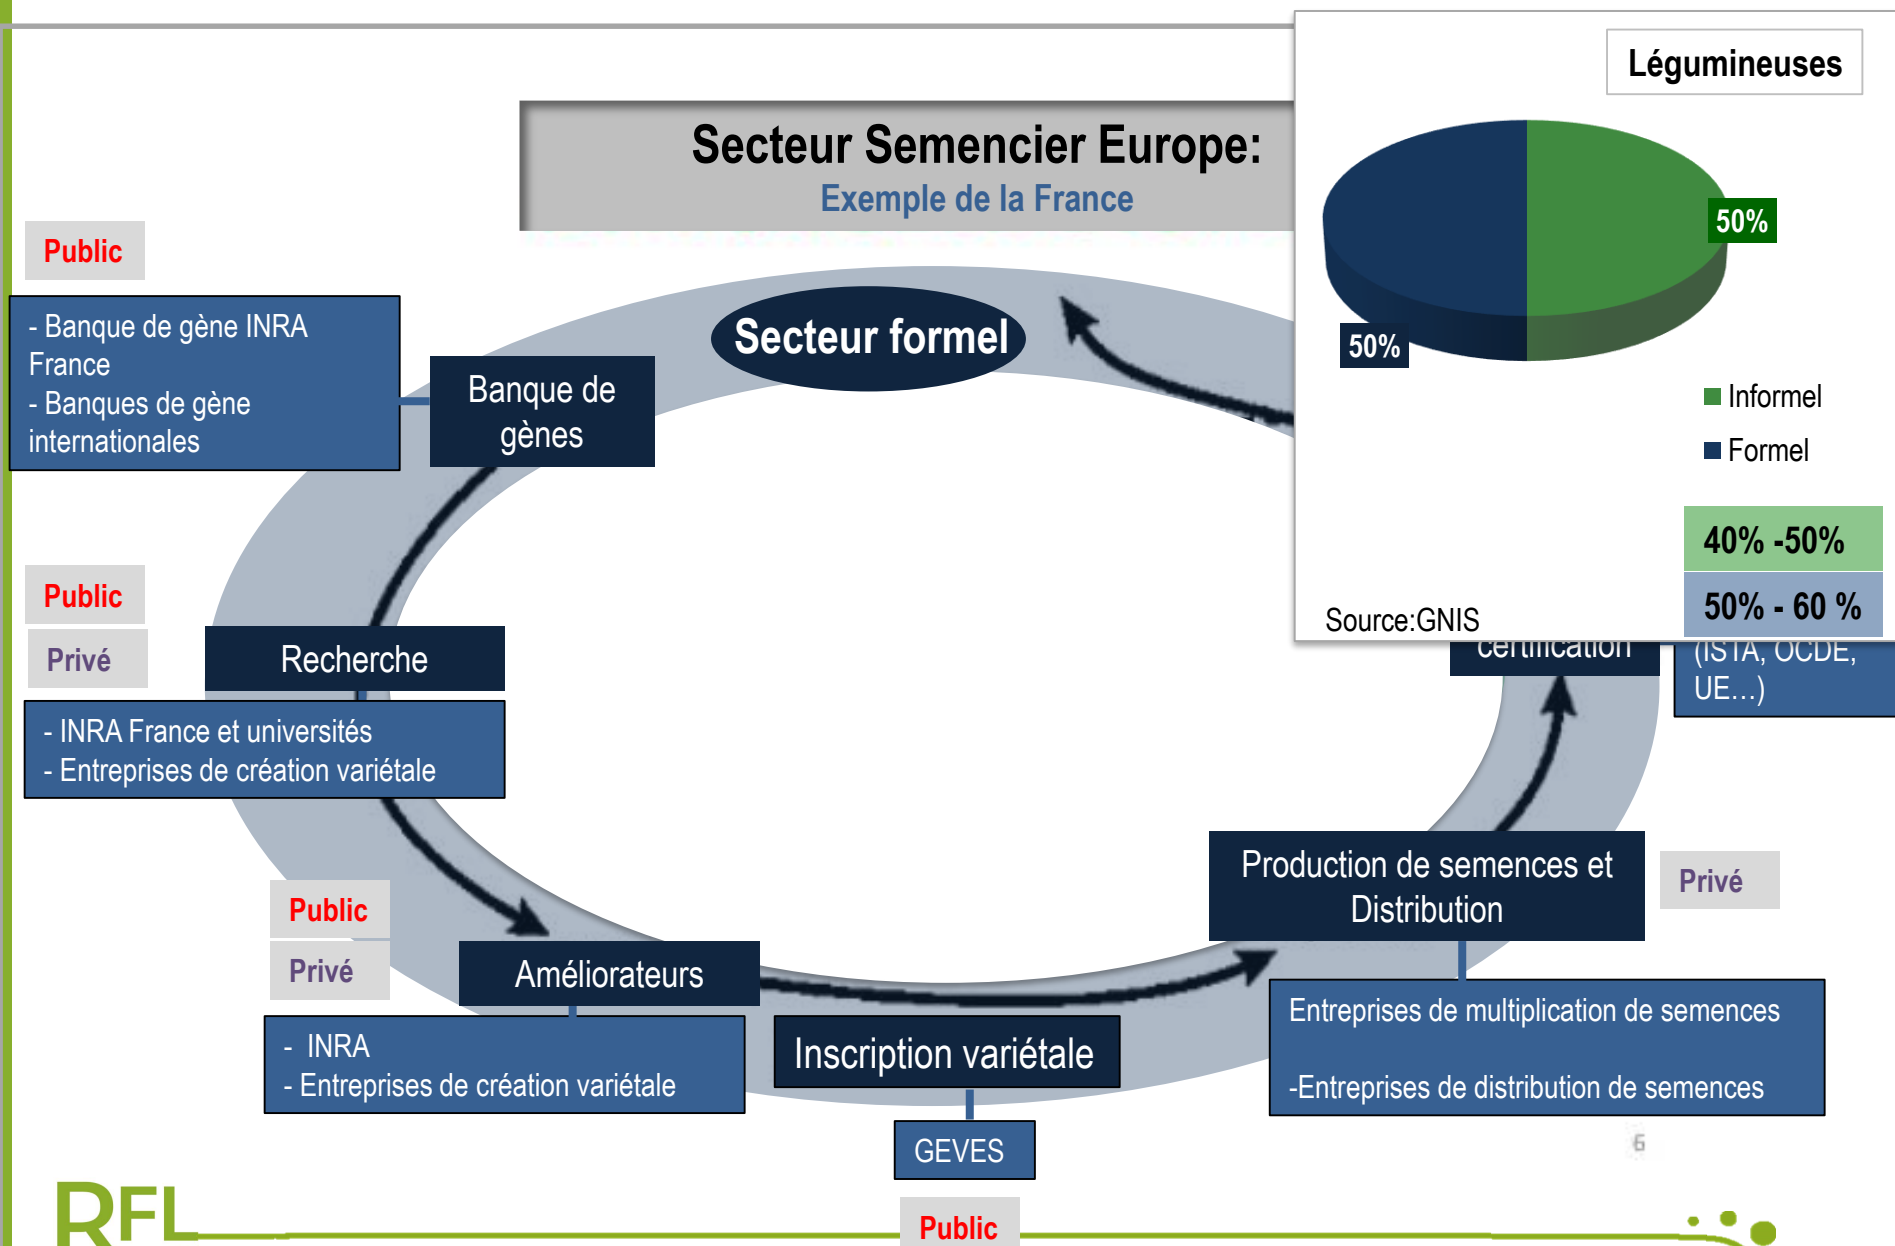 Légumineuses
Secteur Semencier Europe:
Exemple de la France
50%
50%
Informel
Formel
40% -50%
50% - 60 %
Source:GNIS
Public
- Banque de gène INRA
France
- Banques de gène
internationales
Secteur formel
Banque de
gènes
Public
Privé
Recherche
- INRA France et universités
- Entreprises de création variétale
certification
(ISTA, OCDE,
UE…)
Public
Privé
Améliorateurs
- INRA
- Entreprises de création variétale
Inscription variétale
GEVES
Public
Production de semences et
Distribution
Privé
Entreprises de multiplication de semences
-Entreprises de distribution de semences
6
RFL